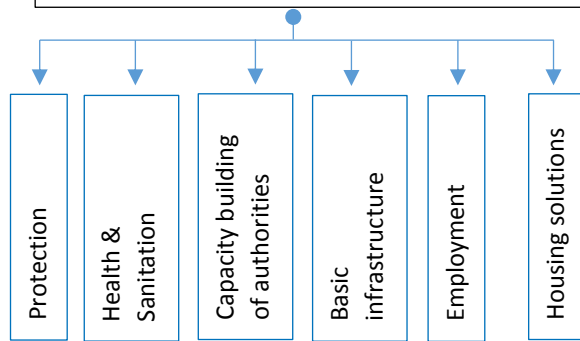 Protection
Health &
Sanitation
Capacity building
of authorities
Basic
infrastructure
Employment
Housing solutions